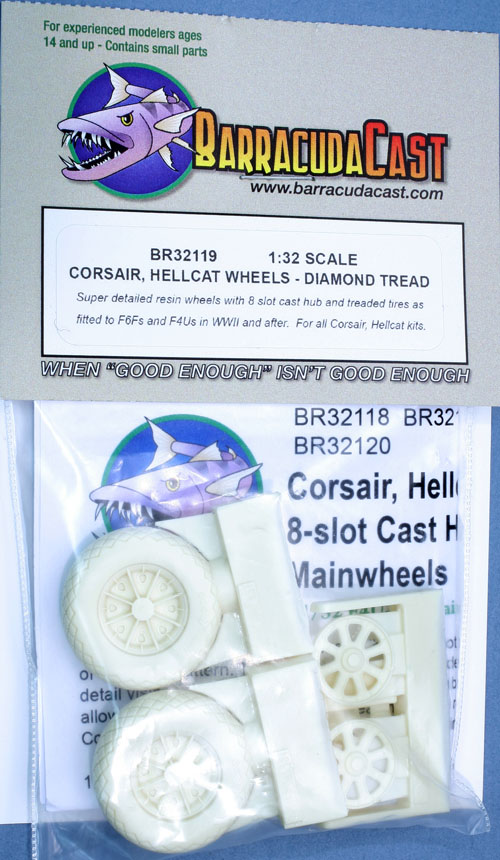 For experienced modelers ages
14 and up - Contains small parts
BARRACUDACAST
www.barracudacast.com
BR32119 1:32 SCALE
CORSAIR, HELLCAT WHEELS - DIAMOND TREAD
Super detailed resin wheels with 8 slot cast hub and treaded tires as
fitted to F6Fs and F4Us in WWII and after. For all Corsair, Hellcat kits.
WHEN "GOOD ENOUGH" ISN'T GOOD ENOUGH
BR32118 BR32
BR32120
Corsair, Hell
8-slot Cast H
Mainwheels
of
detail
allow